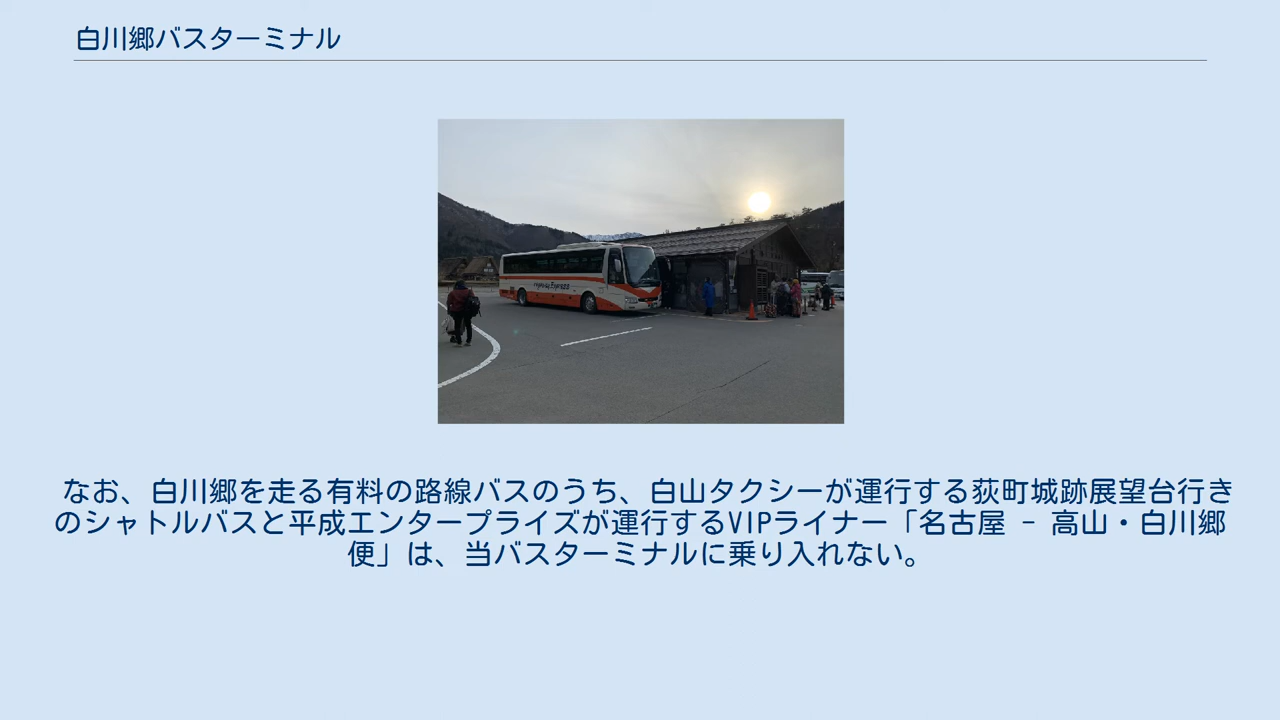 白川郷バスターミナル
Highway Express
なお、白川郷を走る有料の路線バスのうち、白山タクシーが運行する荻町城跡展望台行き
のシャトルバスと平成エンタープライズが運行するVIPライナー「名古屋 - 高山・白川郷
便」は、当バスターミナルに乗り入れない。